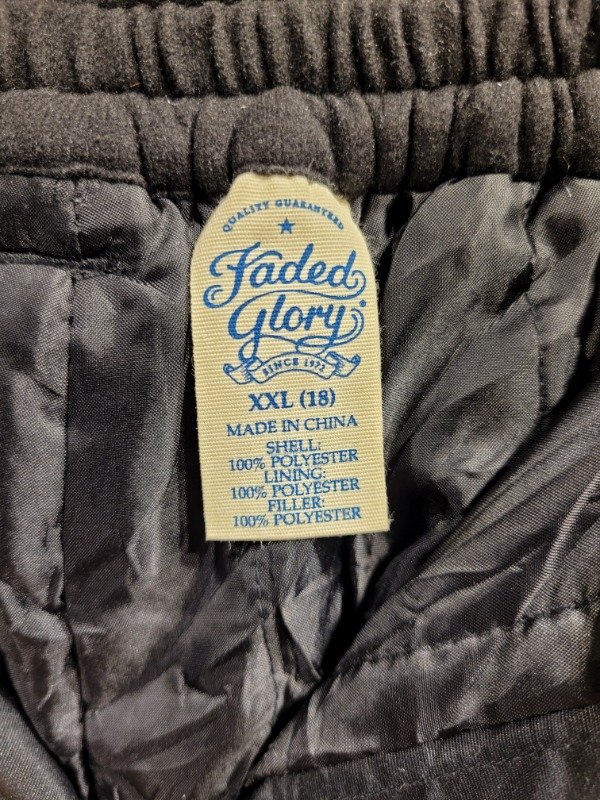 QUALITY GUARANTEED
Faded
Glory
SINCE 1972
XXL (18)
MADE IN CHINA
SHELL:
100% POLYESTER
LINING:
100% POLYESTER
FILLER:
100% POLYESTER